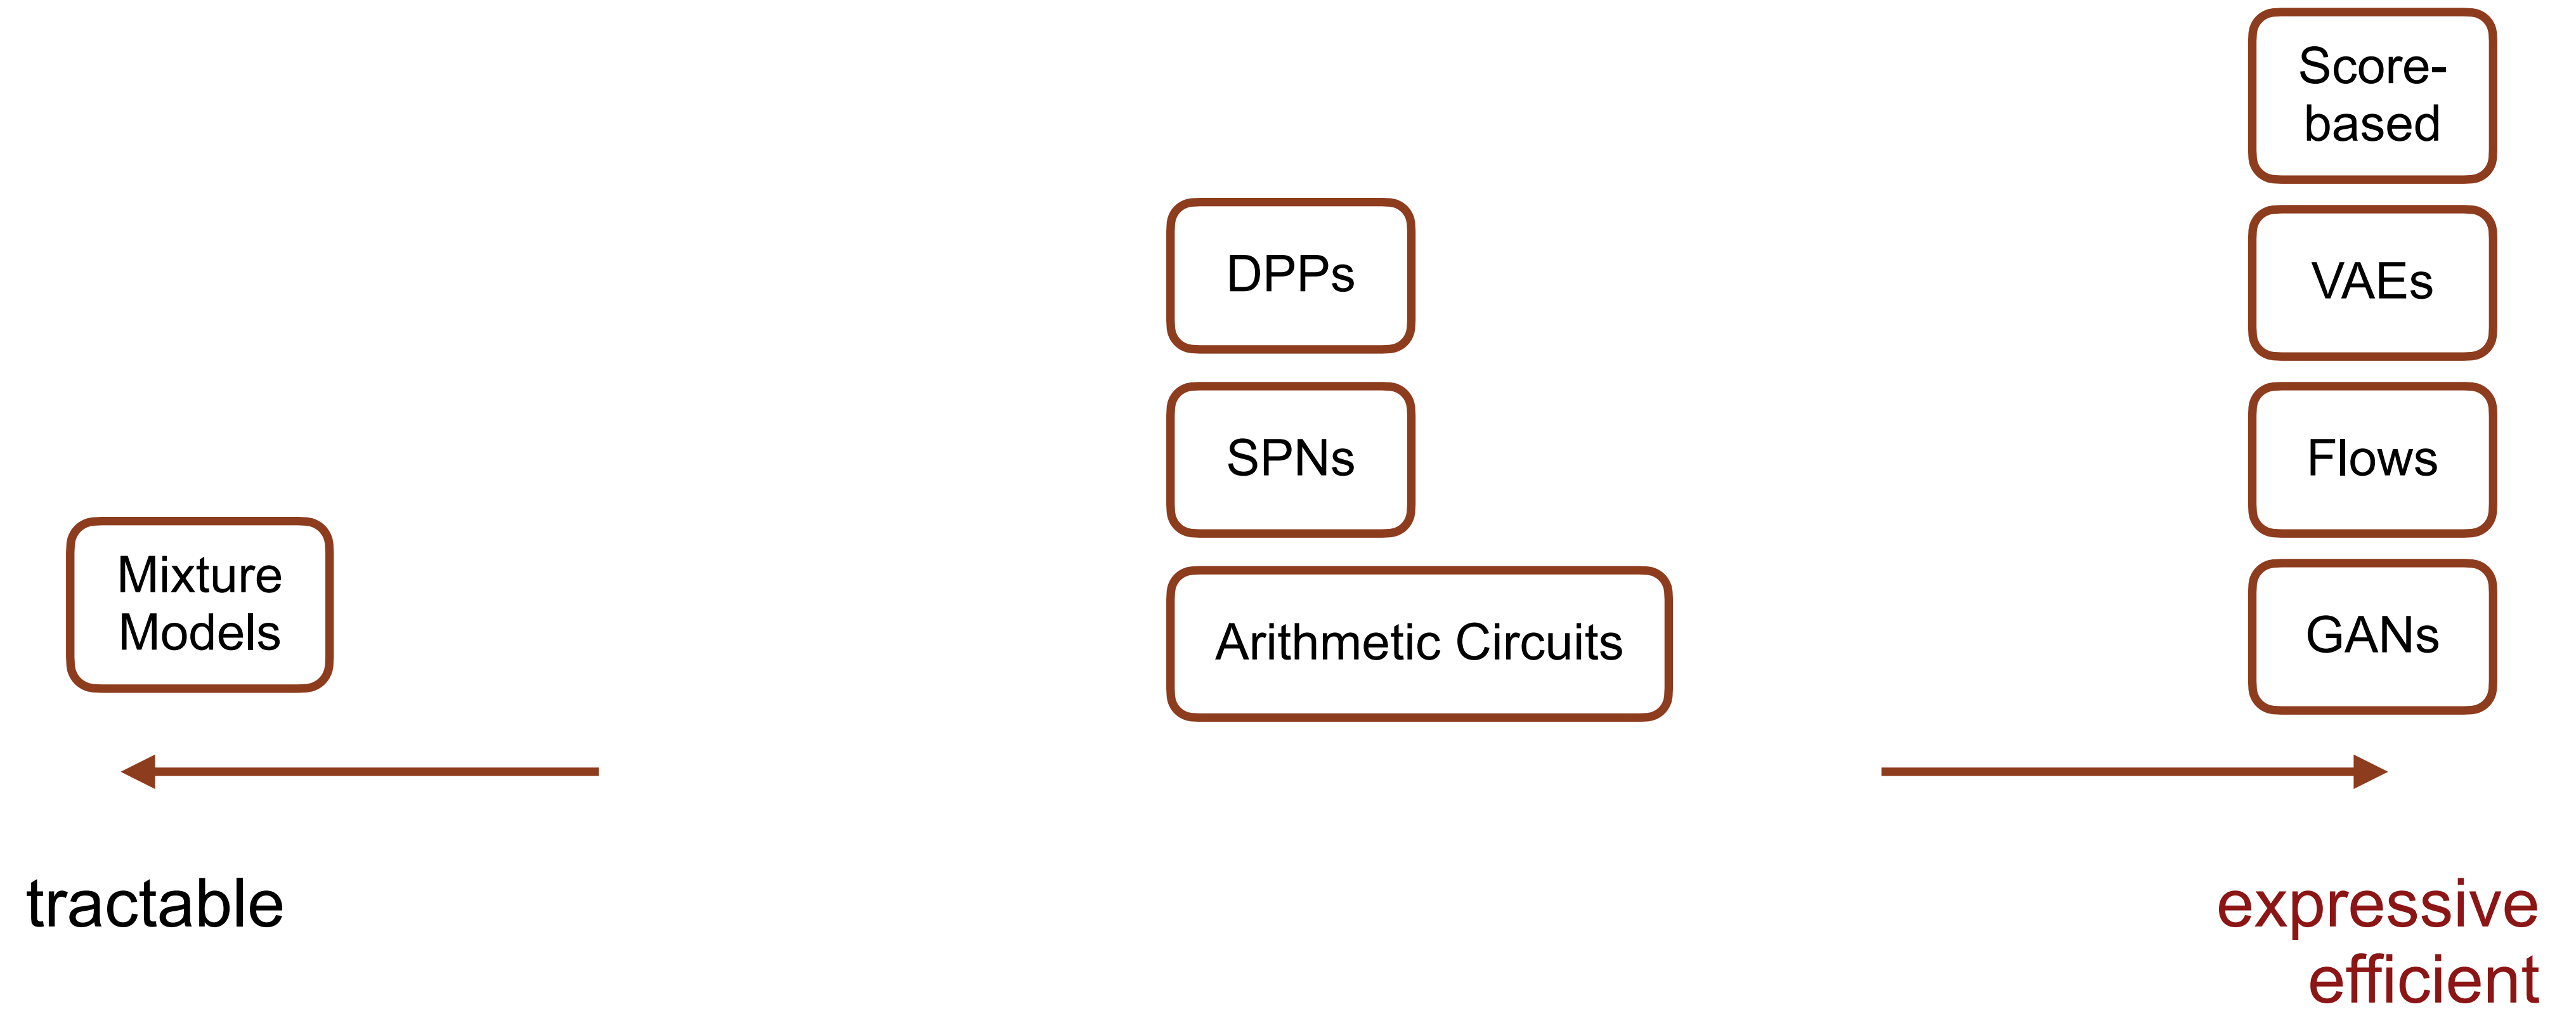 Score-
based
DPPs
VAEs
SPNs
Flows
Mixture
Models
Arithmetic Circuits
GANs
tractable
expressive
efficient